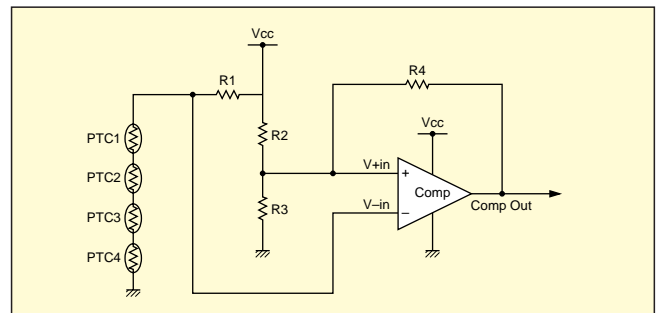 Vcc
R1
R4
PTC1
R2
Vcc
V+in
+
PTC2
Comp
Comp Out
PTC3
R3
V–in
–
PTC4